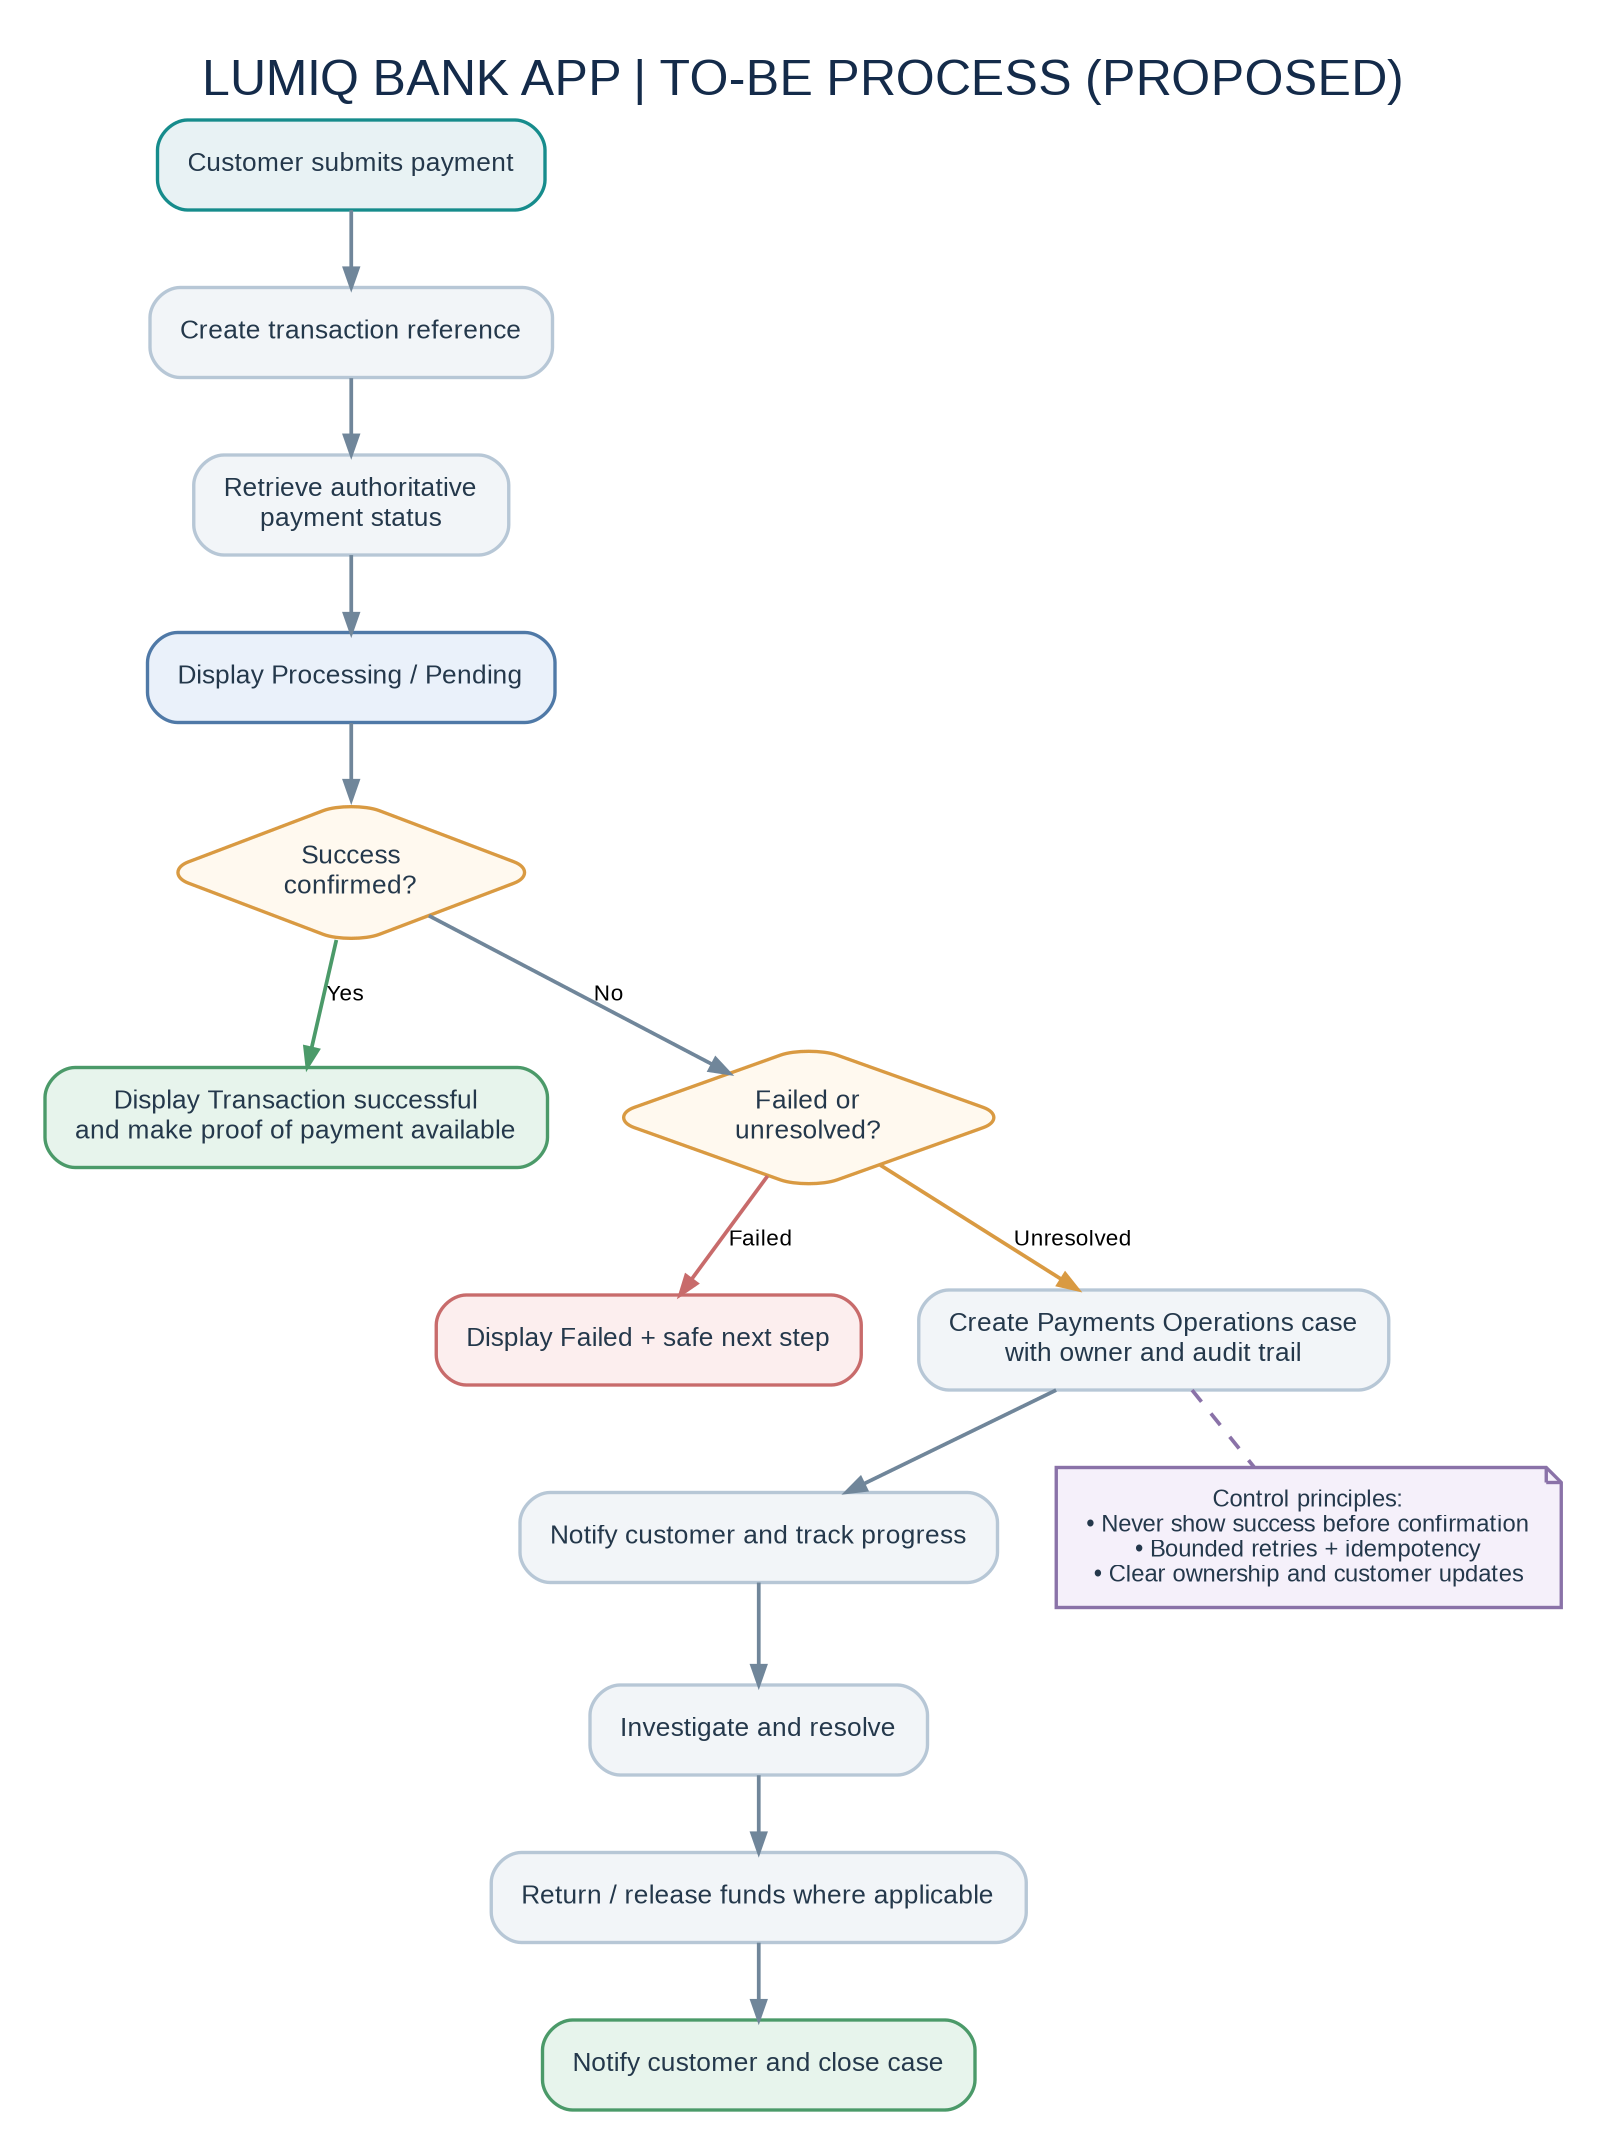 LUMIQ BANK APP | TO-BE PROCESS (PROPOSED)
Customer submits payment
Create transaction reference
Retrieve authoritative
payment status
Display Processing / Pending
Success
confirmed?
Yes
No
Display Transaction successful
and make proof of payment available
Failed or
unresolved?
Failed
Unresolved
Display Failed + safe next step
Create Payments Operations case
with owner and audit trail
Control principles:
• Never show success before confirmation
• Bounded retries + idempotency
• Clear ownership and customer updates
Notify customer and track progress
Investigate and resolve
Return / release funds where applicable
Notify customer and close case